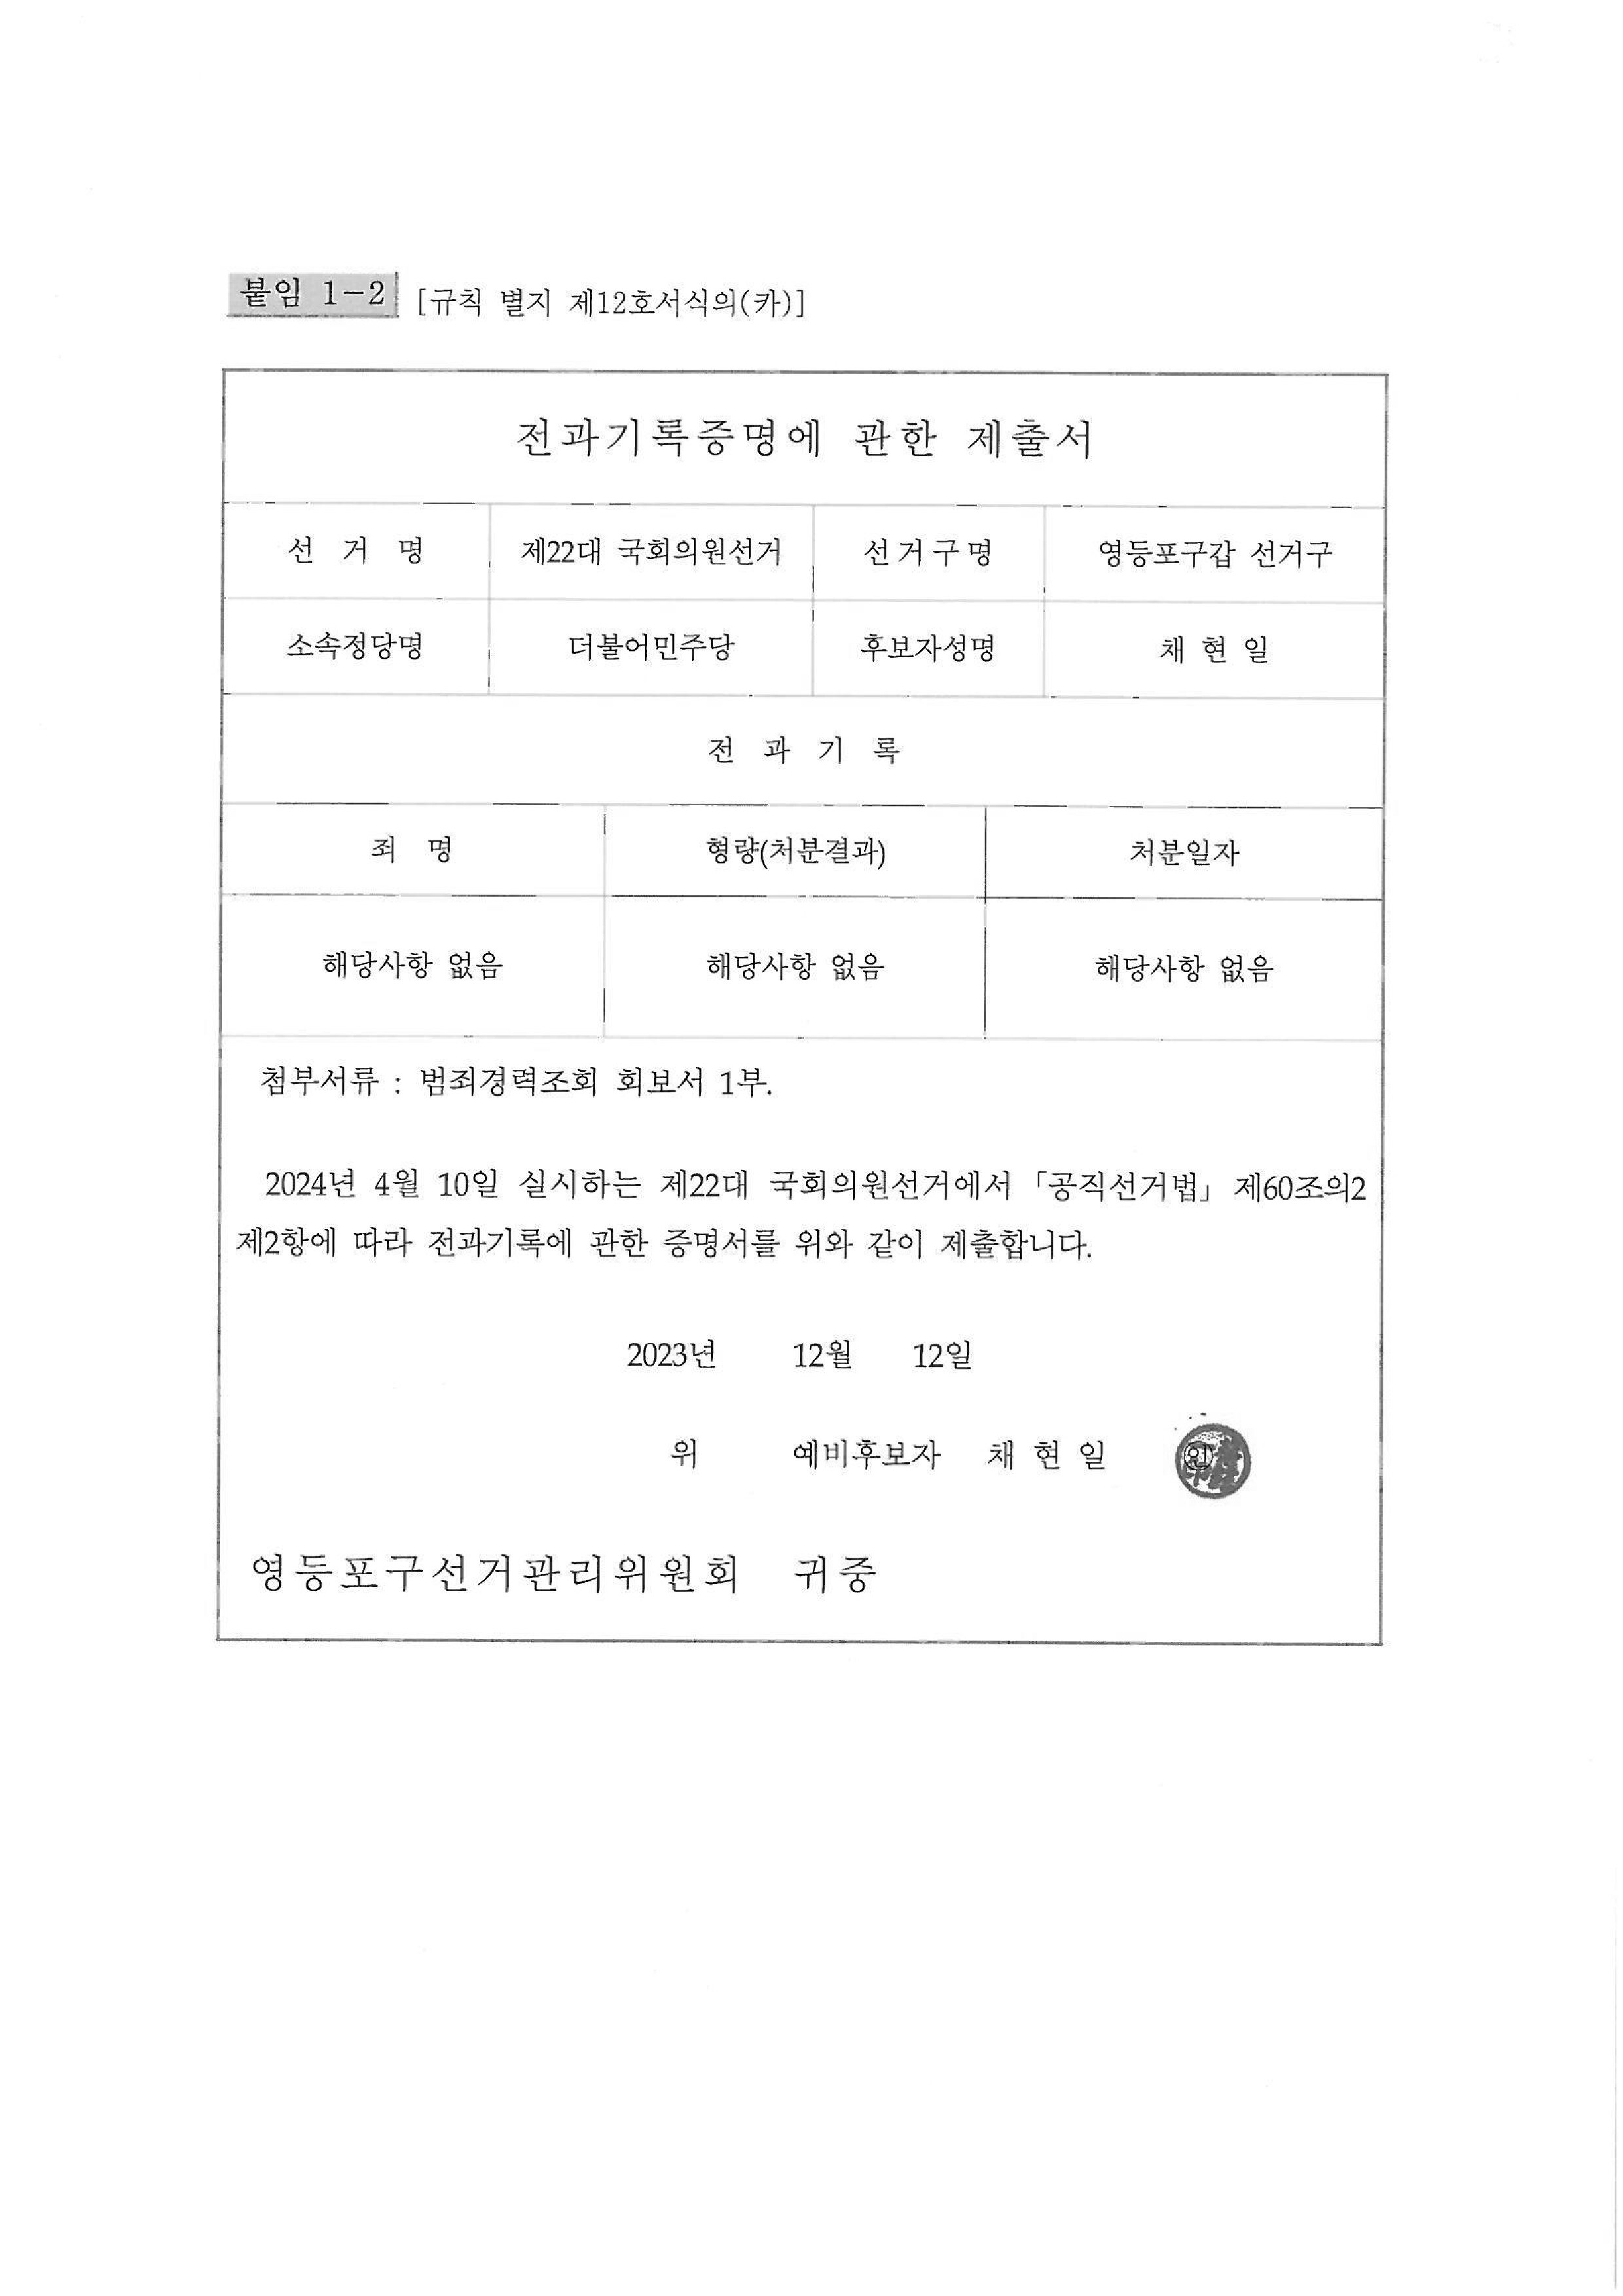 붙임 1-2 [규칙 별지 제12호서식의(카)]
전과기록증명에 관한 제출서
선 거 명 제22대 국회의원선거 선거구명 영등포구갑 선거구
소속정당명 더불어민주당 후보자성명 채 현 일
전 과 기 록
죄 명 형량(처분결과) 처분일자
해당사항 없음 해당사항 없음 해당사항 없음
첨부서류 : 범죄경력조회 회보서 1부.
2024년 4월 10일 실시하는 제22대 국회의원선거에서 「공직선거법」 제60조의2
제2항에 따라 전과기록에 관한 증명서를 위와 같이 제출합니다.
2023년 12월 12일
위 예비후보자 채 현 일 ㊞
영등포구선거관리위원회 귀중